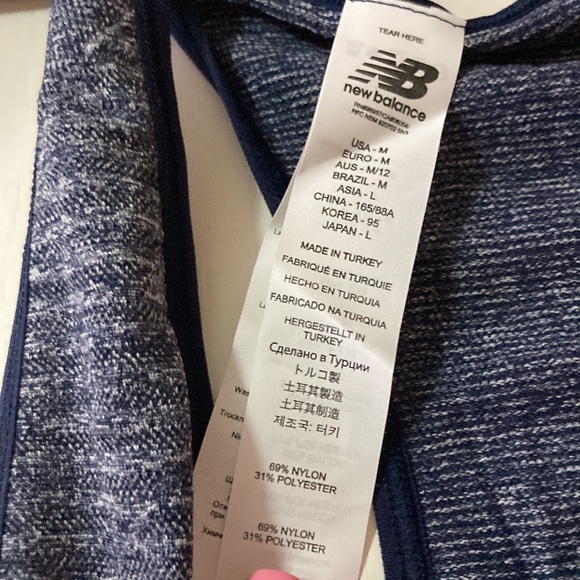 TEAR HERE
NB
new balance
USA - M
EURO - M
AUS - M/12
BRAZIL - M
ASIA - L
CHINA - 165/88A
KOREA - 95
JAPAN - L
MADE IN TURKEY
FABRIQUÉ EN TURQUIE
HECHO EN TURQUIA
FABRICADO NA TURQUIA
HERGESTELLT IN
TURKEY
Сделано в Турции
トルコ製
土耳其製造
土耳其制造
제조국: 터키
69% NYLON
31% POLYESTER
69% NYLON
31% POLYESTER